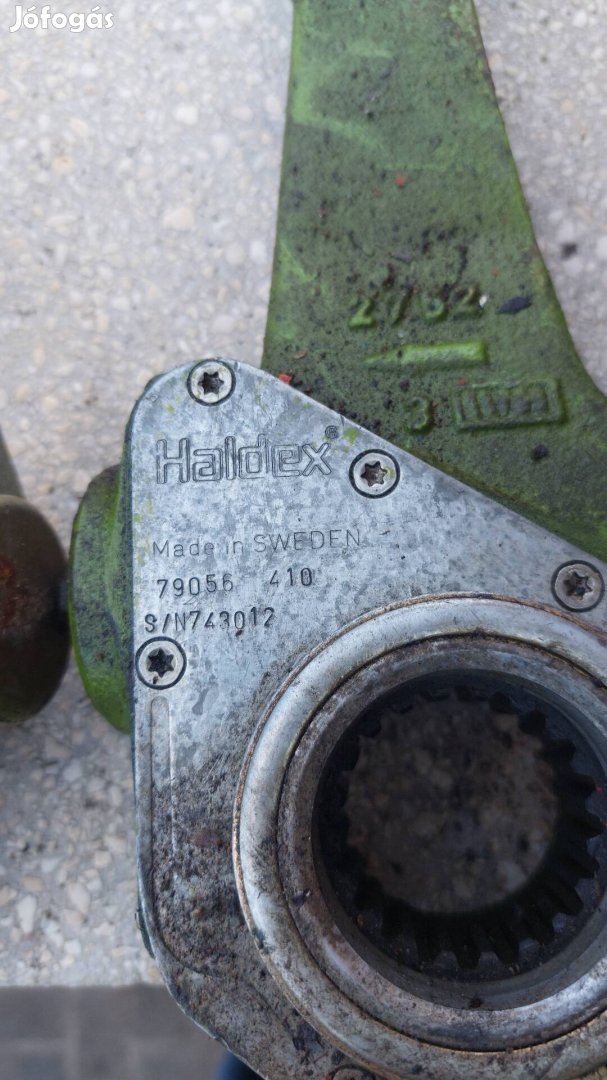 Jófogás
2762
3
Haldex®
Made in SWEDEN
79056 410
S/N743012